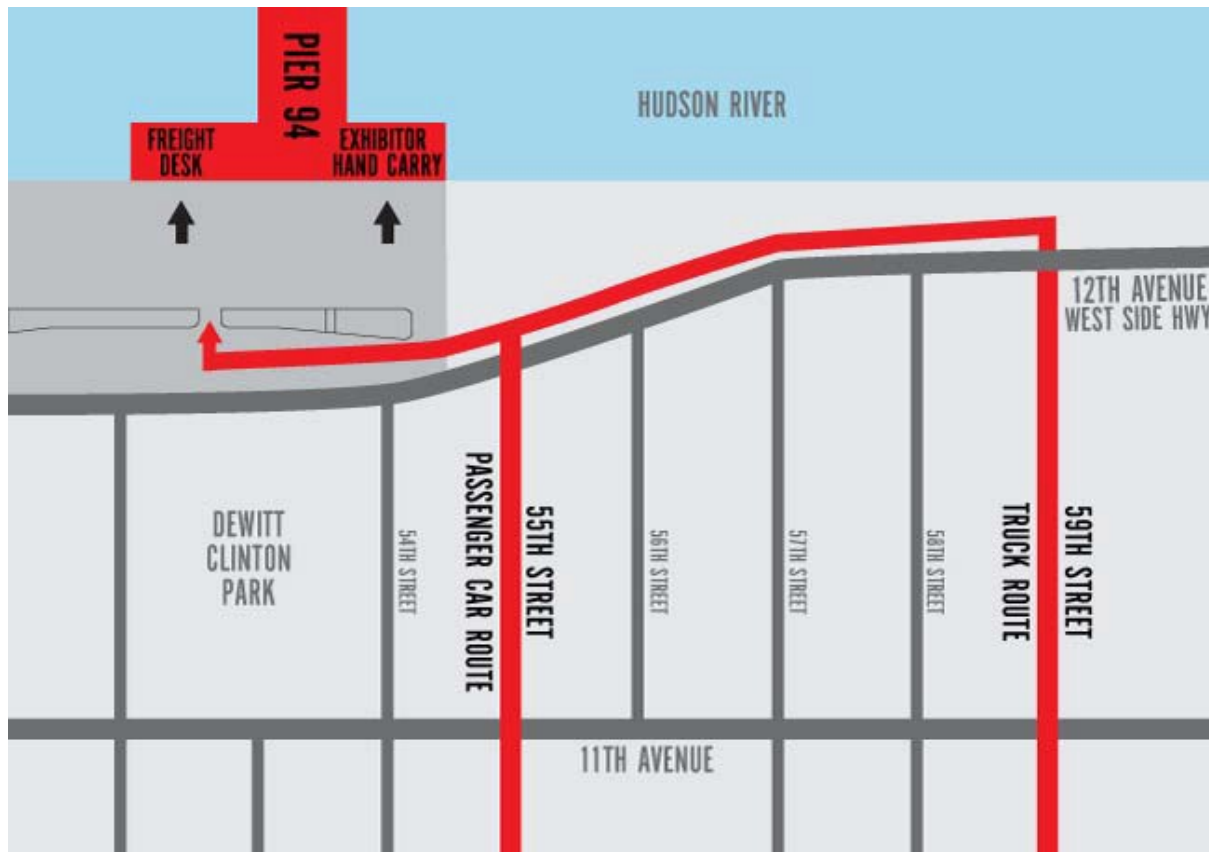 PIER 94
FREIGHT
DESK
EXHIBITOR
HAND CARRY
HUDSON RIVER
12TH AVENUE
WEST SIDE HWY
DEWITT
CLINTON
PARK
54TH STREET
PASSENGER CAR ROUTE
55TH STREET
56TH STREET
57TH STREET
58TH STREET
TRUCK ROUTE
59TH STREET
11TH AVENUE